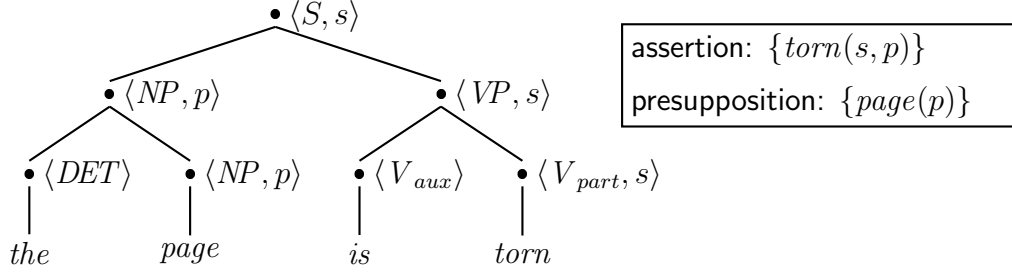 ⟨S, s⟩
assertion: {torn(s, p)}
presupposition: {page(p)}
⟨NP, p⟩ ⟨VP, s⟩
⟨DET⟩ ⟨NP, p⟩ ⟨V_aux⟩ ⟨V_part, s⟩
the page is torn